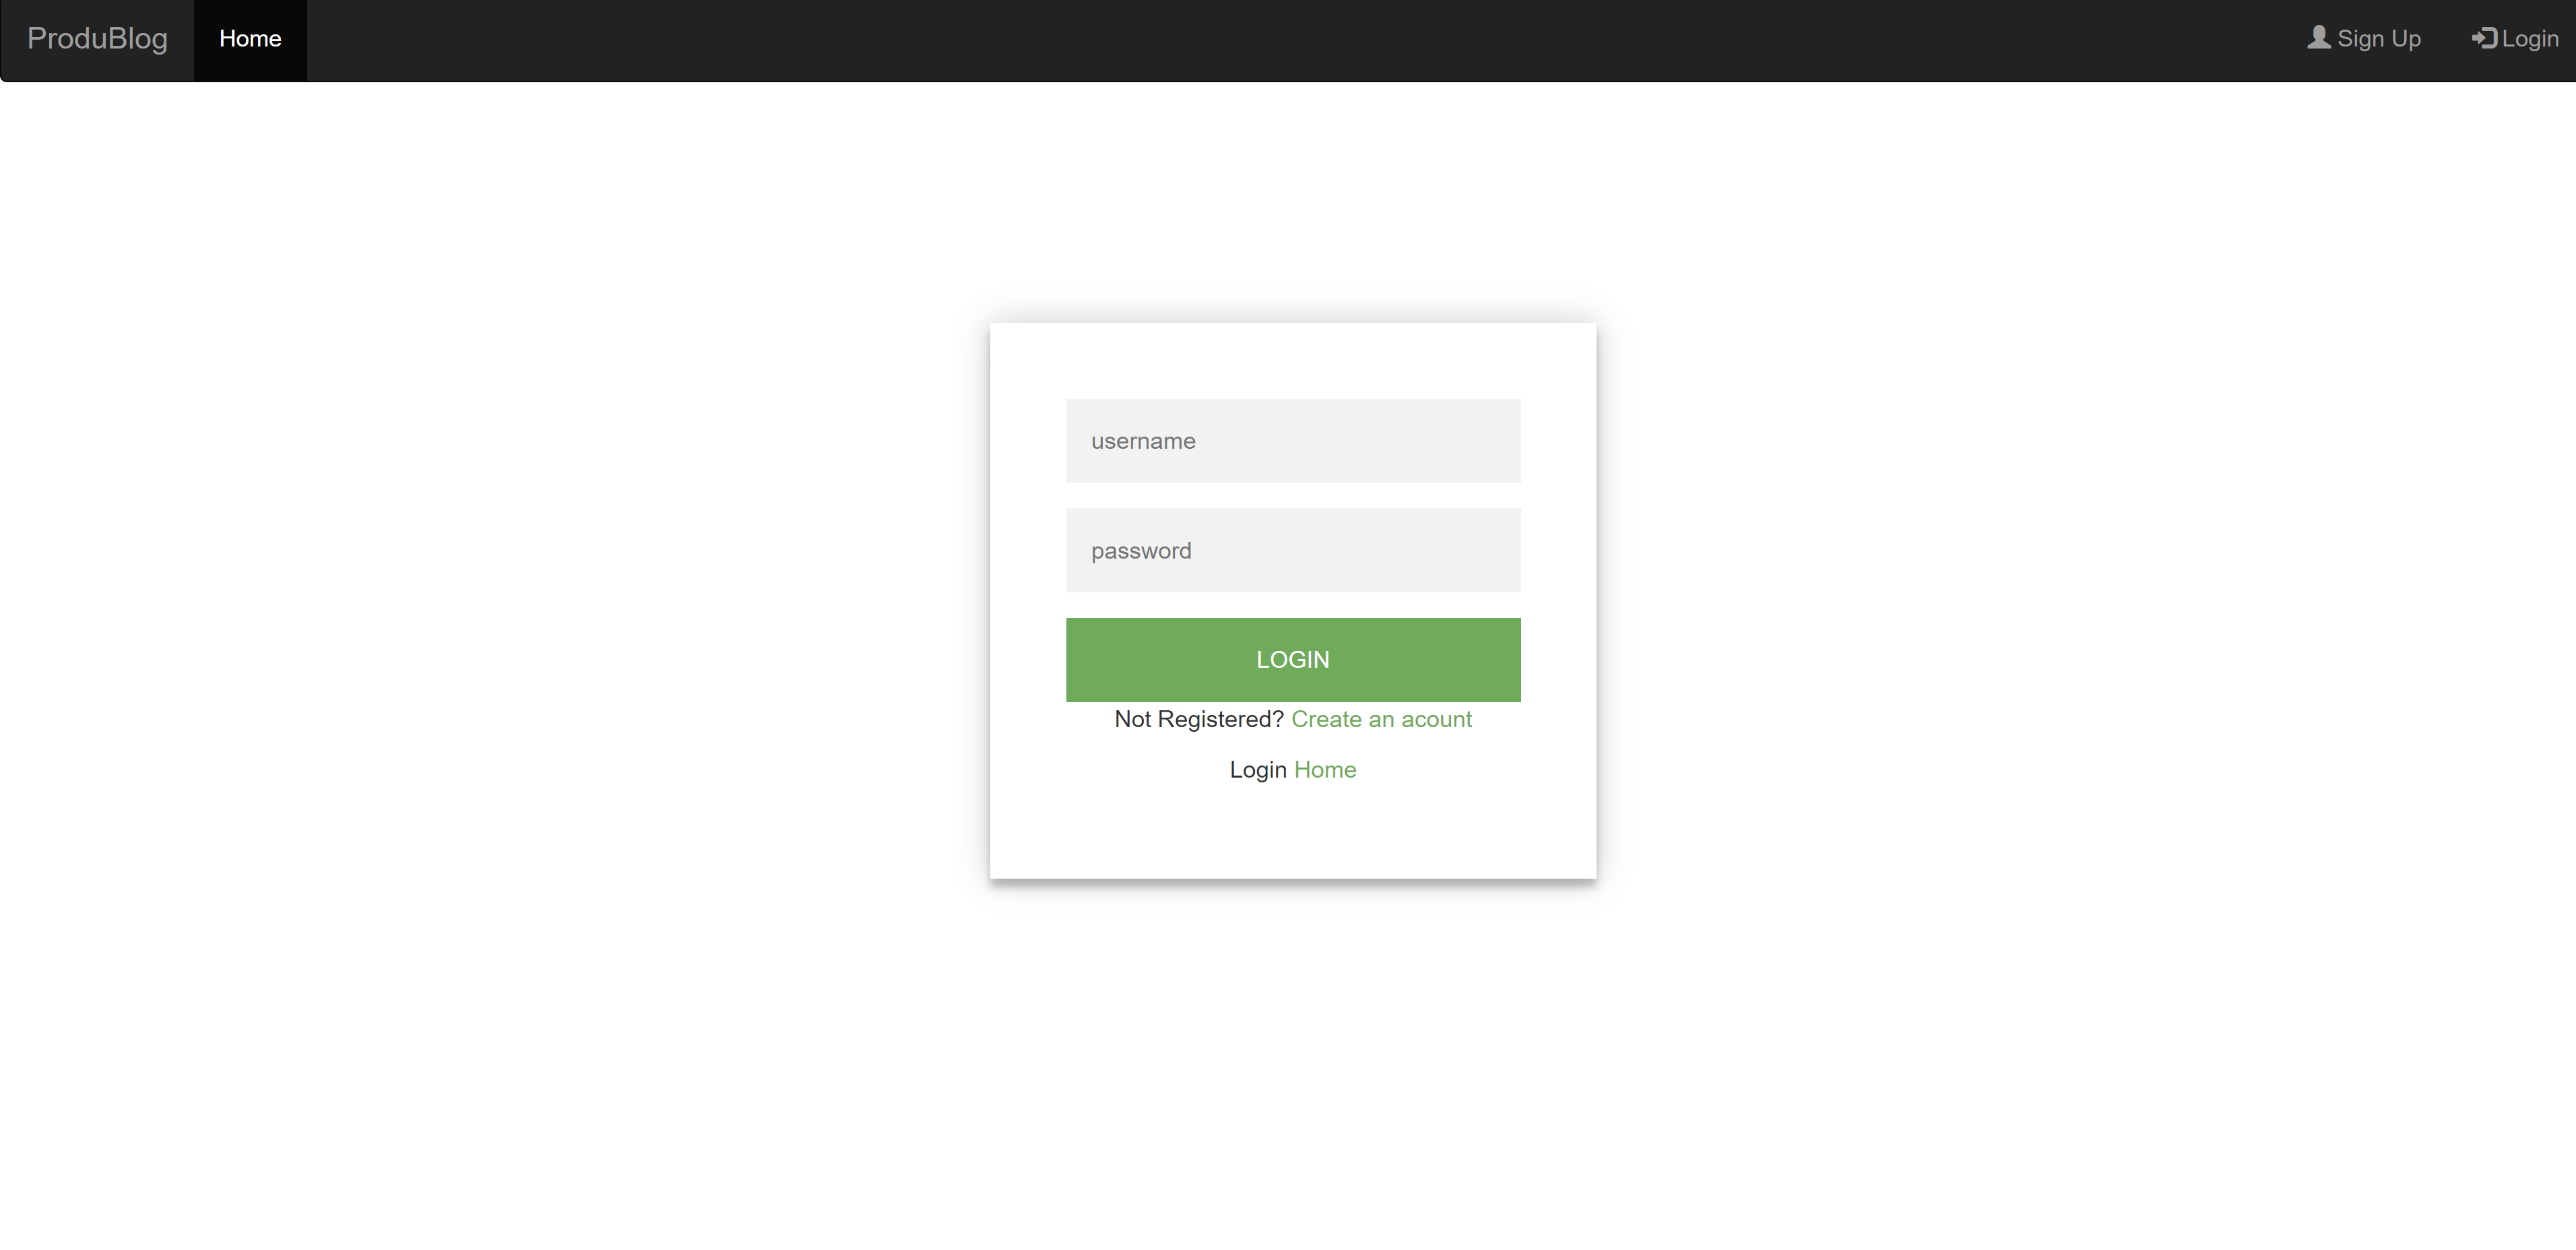 ProduBlog Home Sign Up Login
username
password
LOGIN
Not Registered? Create an acount
Login Home